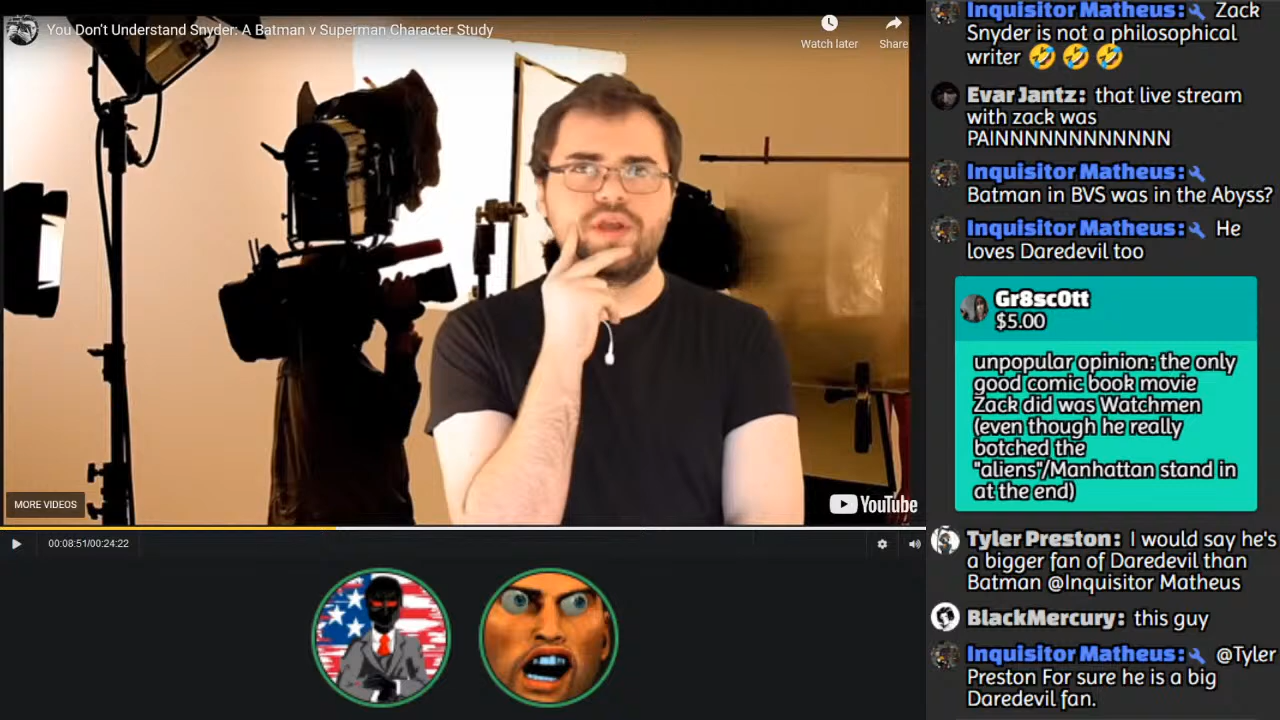 You Don't Understand Snyder: A Batman v Superman Character Study
Watch later
Share
MORE VIDEOS
YouTube
00:08:51/00:24:22
Inquisitor Matheus: Zack
Snyder is not a philosophical
writer 🤣 🤣 🤣
Evar Jantz: that live stream
with zack was
PAINNNNNNNNNNNN
Inquisitor Matheus:
Batman in BVS was in the Abyss?
Inquisitor Matheus: He
loves Daredevil too
Gr8sc0tt
$5.00
unpopular opinion: the only
good comic book movie
Zack did was Watchmen
(even though he really
botched the
"aliens"/Manhattan stand in
at the end)
Tyler Preston: I would say he's
a bigger fan of Daredevil than
Batman @Inquisitor Matheus
BlackMercury: this guy
Inquisitor Matheus: @Tyler
Preston For sure he is a big
Daredevil fan.